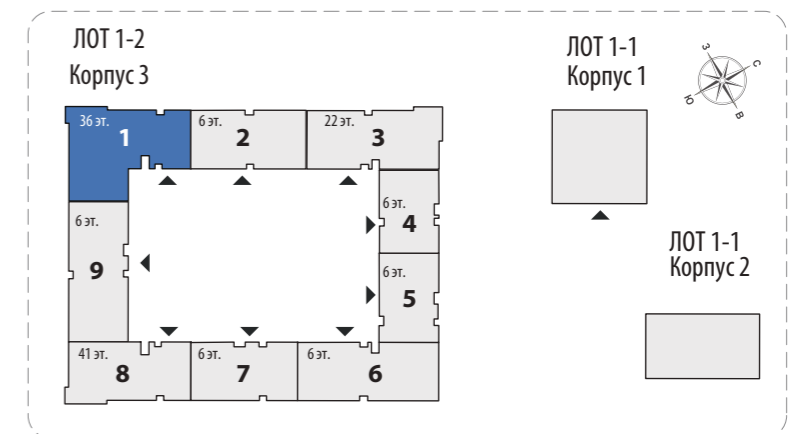 ЛОТ 1-2
Корпус 3
ЛОТ 1-1
Корпус 1
З
С
Ю
В
36 эт.
1
6 эт.
2
22 эт.
3
6 эт.
4
6 эт.
9
6 эт.
5
ЛОТ 1-1
Корпус 2
41 эт.
8
6 эт.
7
6 эт.
6